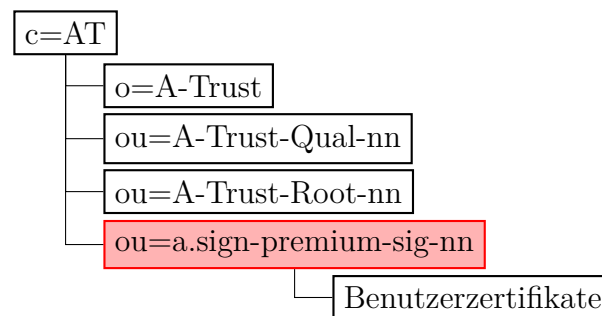 c=AT
o=A-Trust
ou=A-Trust-Qual-nn
ou=A-Trust-Root-nn
ou=a.sign-premium-sig-nn
Benutzerzertifikate